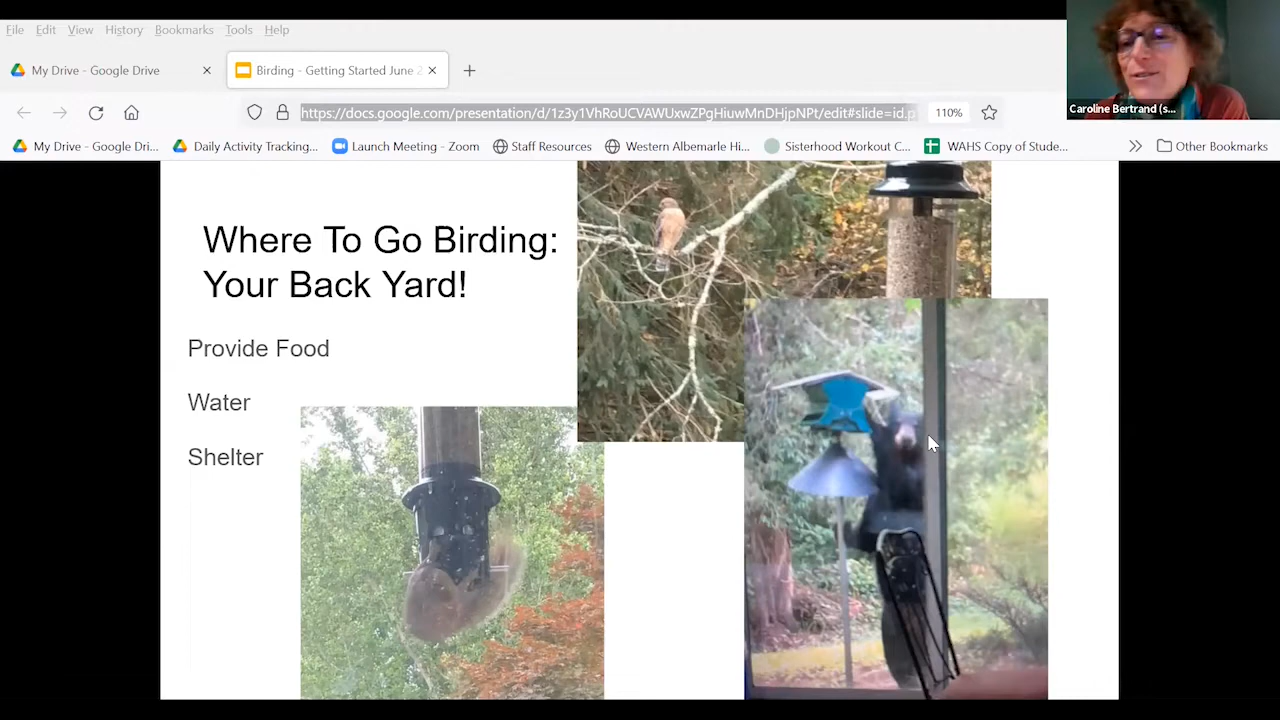 File Edit View History Bookmarks Tools Help
My Drive - Google Drive
Birding - Getting Started June 2
https://docs.google.com/presentation/d/1z3y1VhRoUCVAWUxwZPgHiuwMnDHjpNPt/edit#slide=id.p
110%
Caroline Bertrand (s...
My Drive - Google Dri...
Daily Activity Tracking...
Launch Meeting - Zoom
Staff Resources
Western Albemarle Hi...
Sisterhood Workout C...
WAHS Copy of Stude...
Other Bookmarks
Where To Go Birding:
Your Back Yard!
Provide Food
Water
Shelter